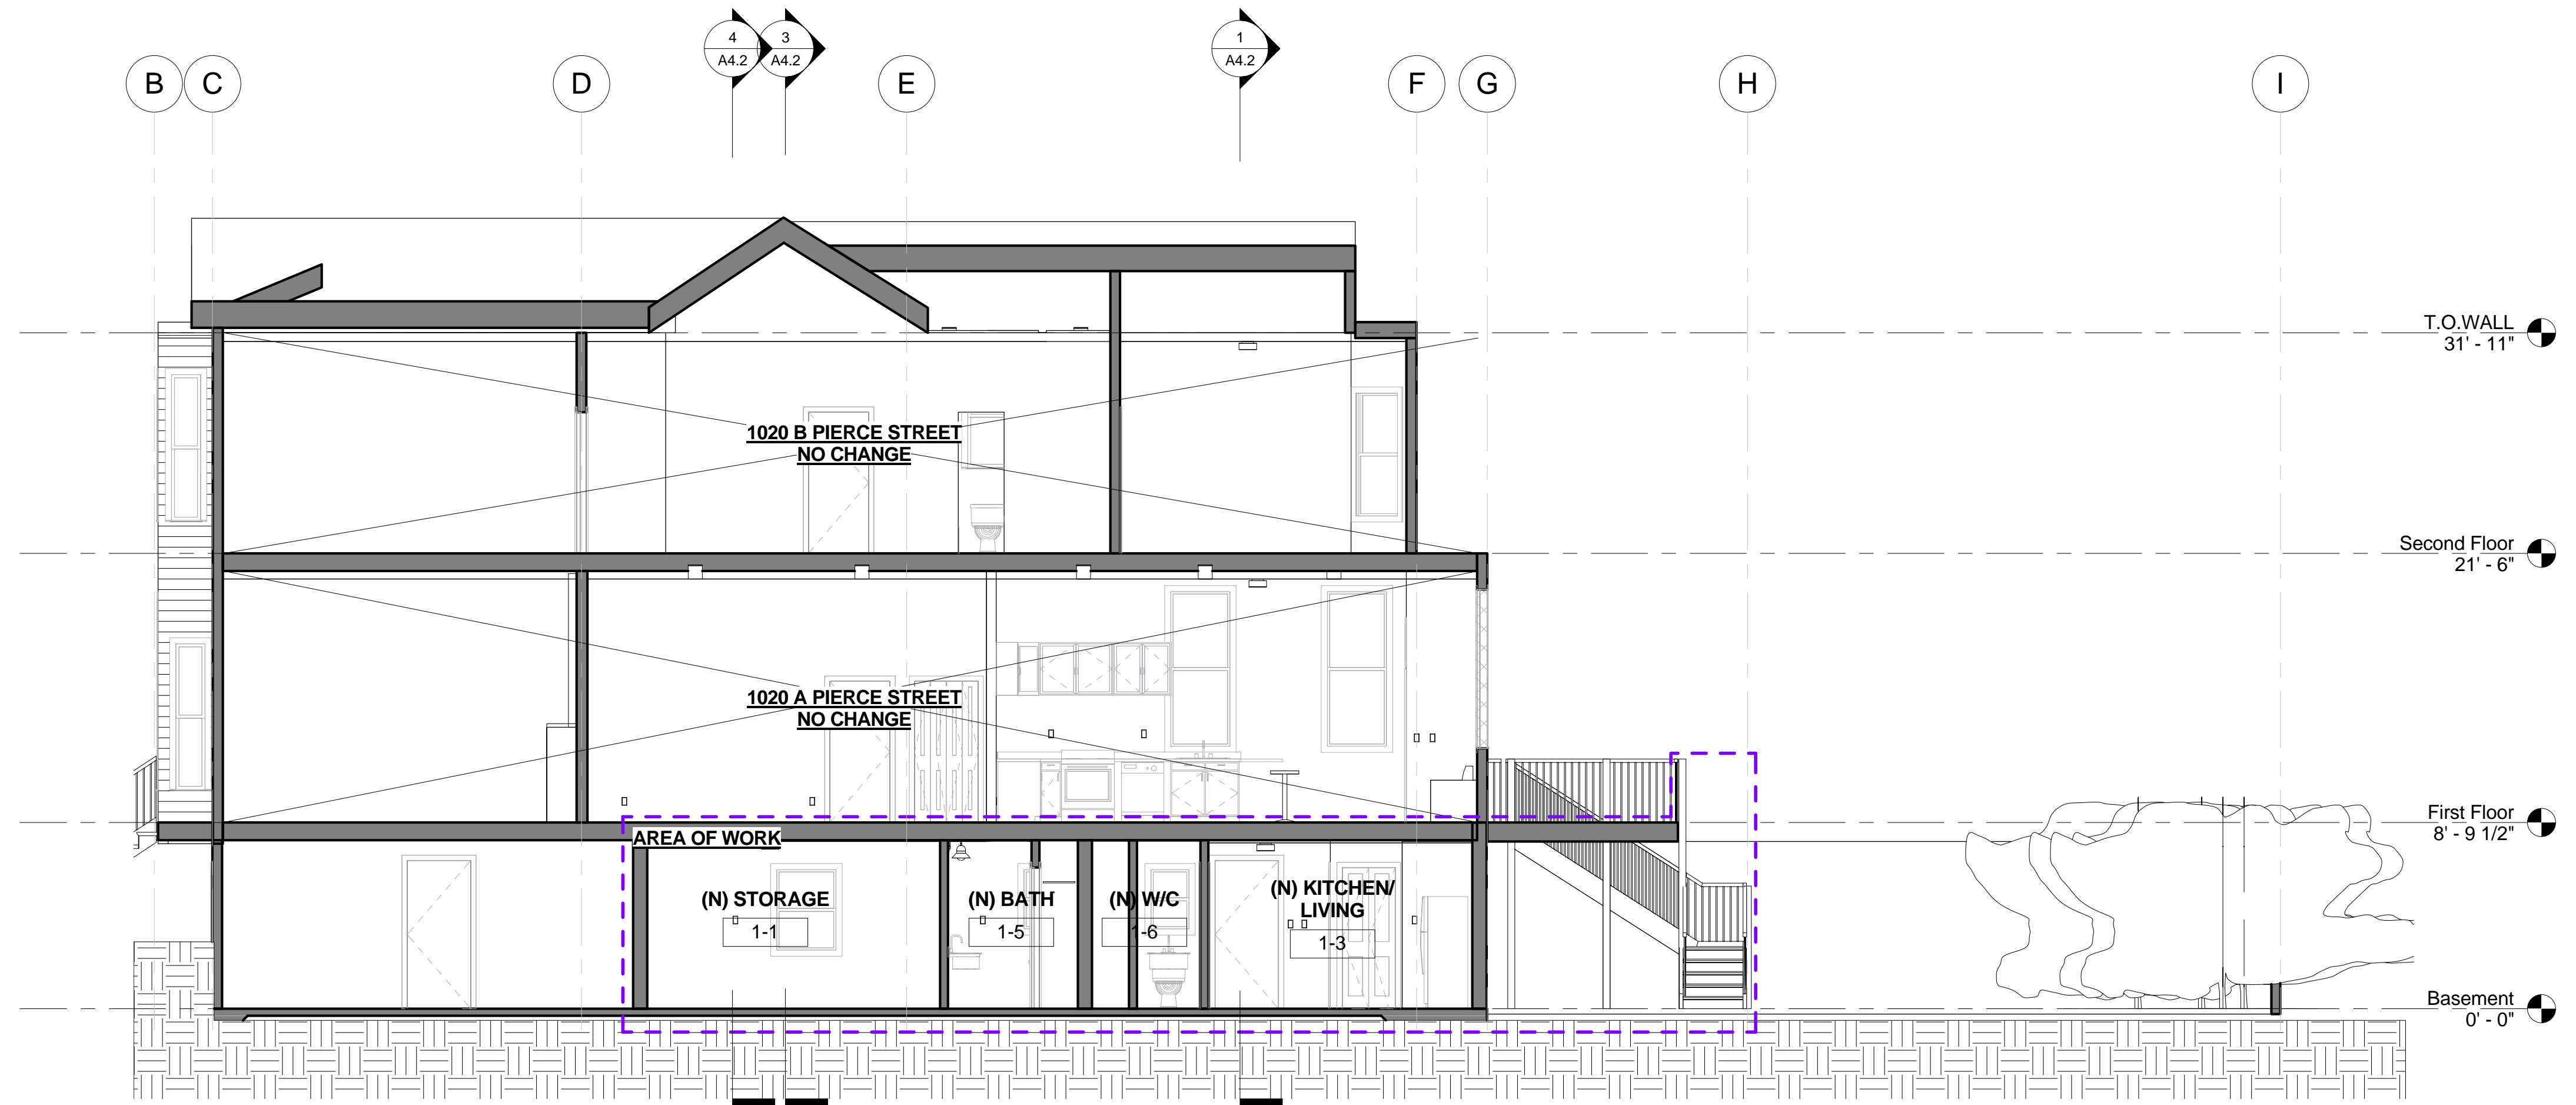 4
A4.2
3
A4.2
1
A4.2
B
C
D
E
F
G
H
I
T.O.WALL
31' - 11"
1020 B PIERCE STREET
NO CHANGE
Second Floor
21' - 6"
1020 A PIERCE STREET
NO CHANGE
First Floor
8' - 9 1/2"
AREA OF WORK
(N) STORAGE
1-1
(N) BATH
1-5
(N) W/C
1-6
(N) KITCHEN/
LIVING
1-3
Basement
0' - 0"